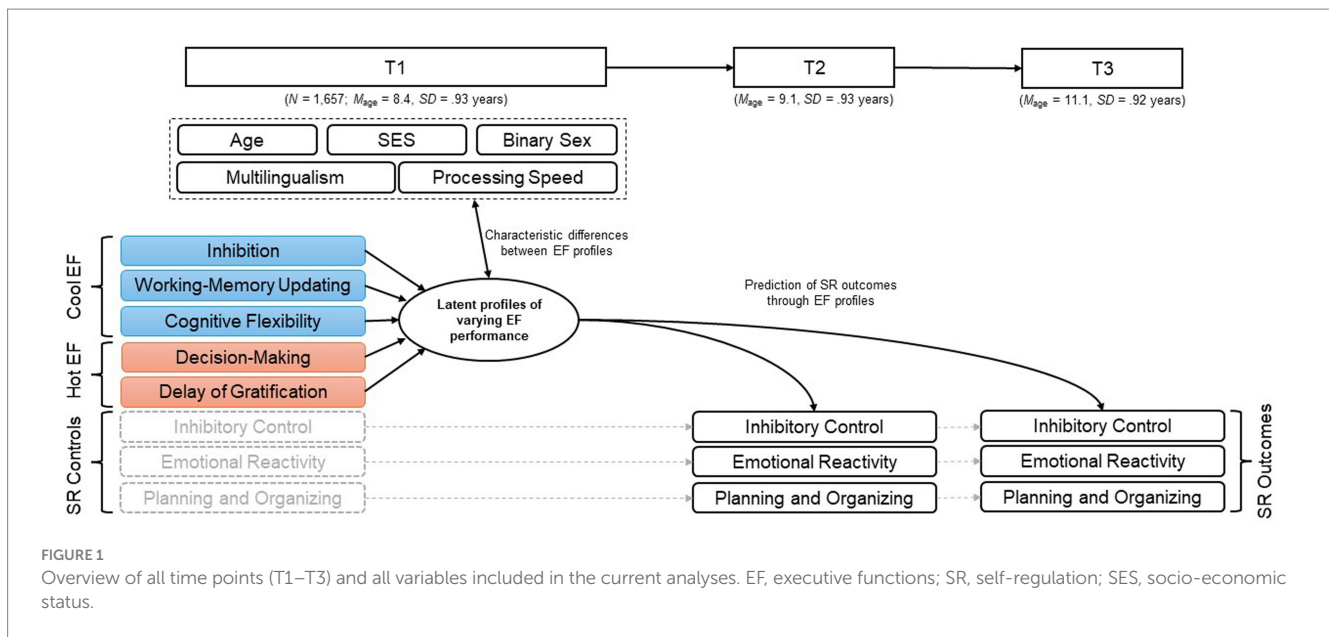 T1
T2
T3
(N = 1,657; Mage = 8.4, SD = .93 years)
(Mage = 9.1, SD = .93 years)
(Mage = 11.1, SD = .92 years)
Age
SES
Binary Sex
Multilingualism
Processing Speed
Characteristic differences
between EF profiles
Cool EF
Inhibition
Working-Memory Updating
Cognitive Flexibility
Hot EF
Decision-Making
Delay of Gratification
Latent profiles of
varying EF
performance
Prediction of SR outcomes
through EF profiles
SR Controls
Inhibitory Control
Emotional Reactivity
Planning and Organizing
Inhibitory Control
Emotional Reactivity
Planning and Organizing
Inhibitory Control
Emotional Reactivity
Planning and Organizing
SR Outcomes
FIGURE 1
Overview of all time points (T1–T3) and all variables included in the current analyses. EF, executive functions; SR, self-regulation; SES, socio-economic
status.